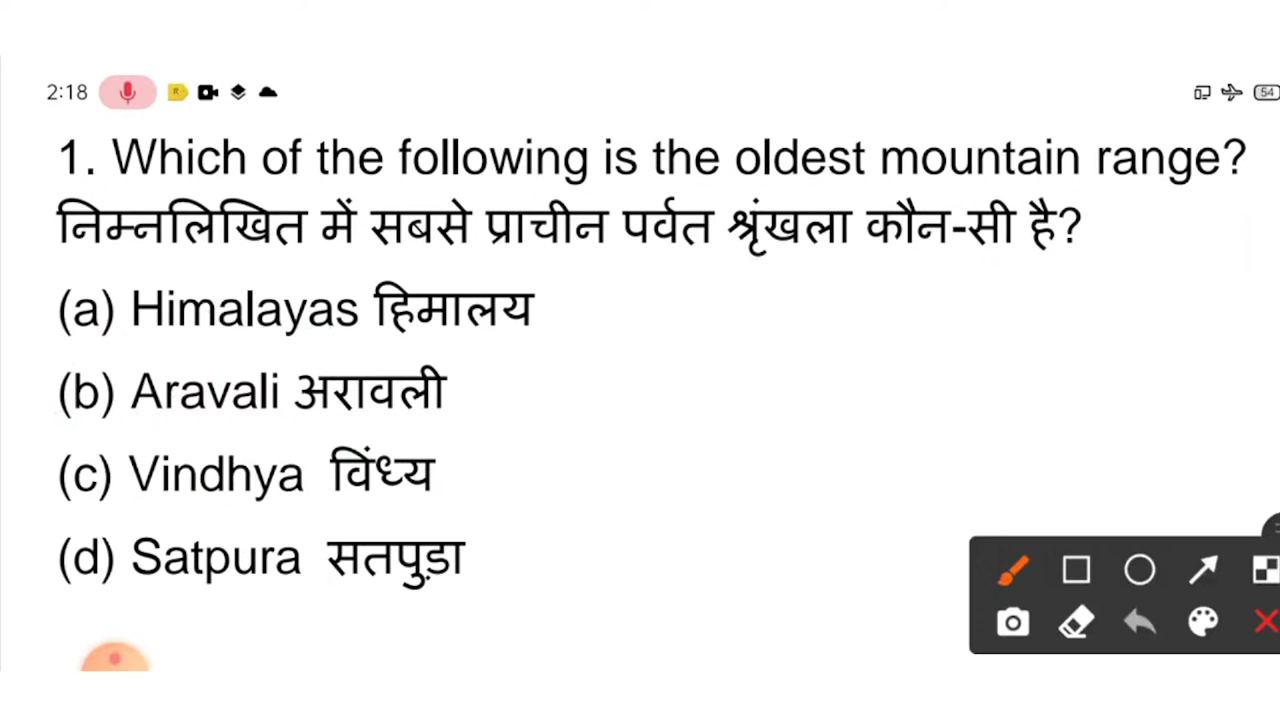 2:18
54
1. Which of the following is the oldest mountain range?
निम्नलिखित में सबसे प्राचीन पर्वत श्रृंखला कौन-सी है?
(a) Himalayas हिमालय
(b) Aravali अरावली
(c) Vindhya विंध्य
(d) Satpura सतपुड़ा